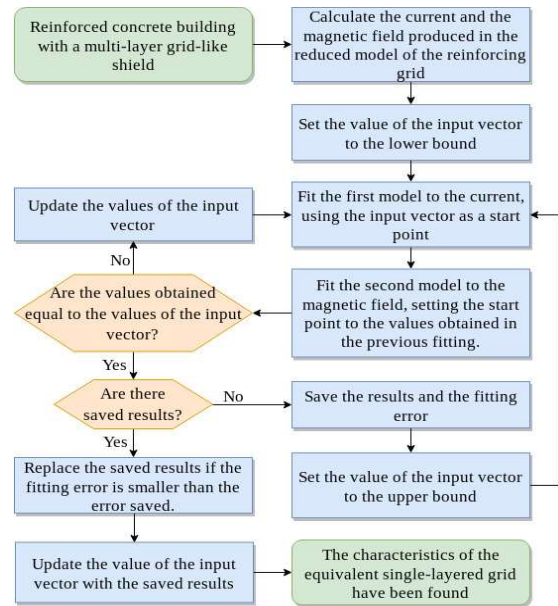 Reinforced concrete building
with a multi-layer grid-like
shield
Calculate the current and the
magnetic field produced in the
reduced model of the reinforcing
grid
Set the value of the input vector
to the lower bound
Update the values of the input
vector
Fit the first model to the current,
using the input vector as a start
point
No
Are the values obtained
equal to the values of the input
vector?
Fit the second model to the
magnetic field, setting the start
point to the values obtained in
the previous fitting.
Yes
Are there
saved results?
No
Save the results and the fitting
error
Yes
Replace the saved results if the
fitting error is smaller than the
error saved.
Set the value of the input vector
to the upper bound
Update the value of the input
vector with the saved results
The characteristics of the
equivalent single-layered grid
have been found